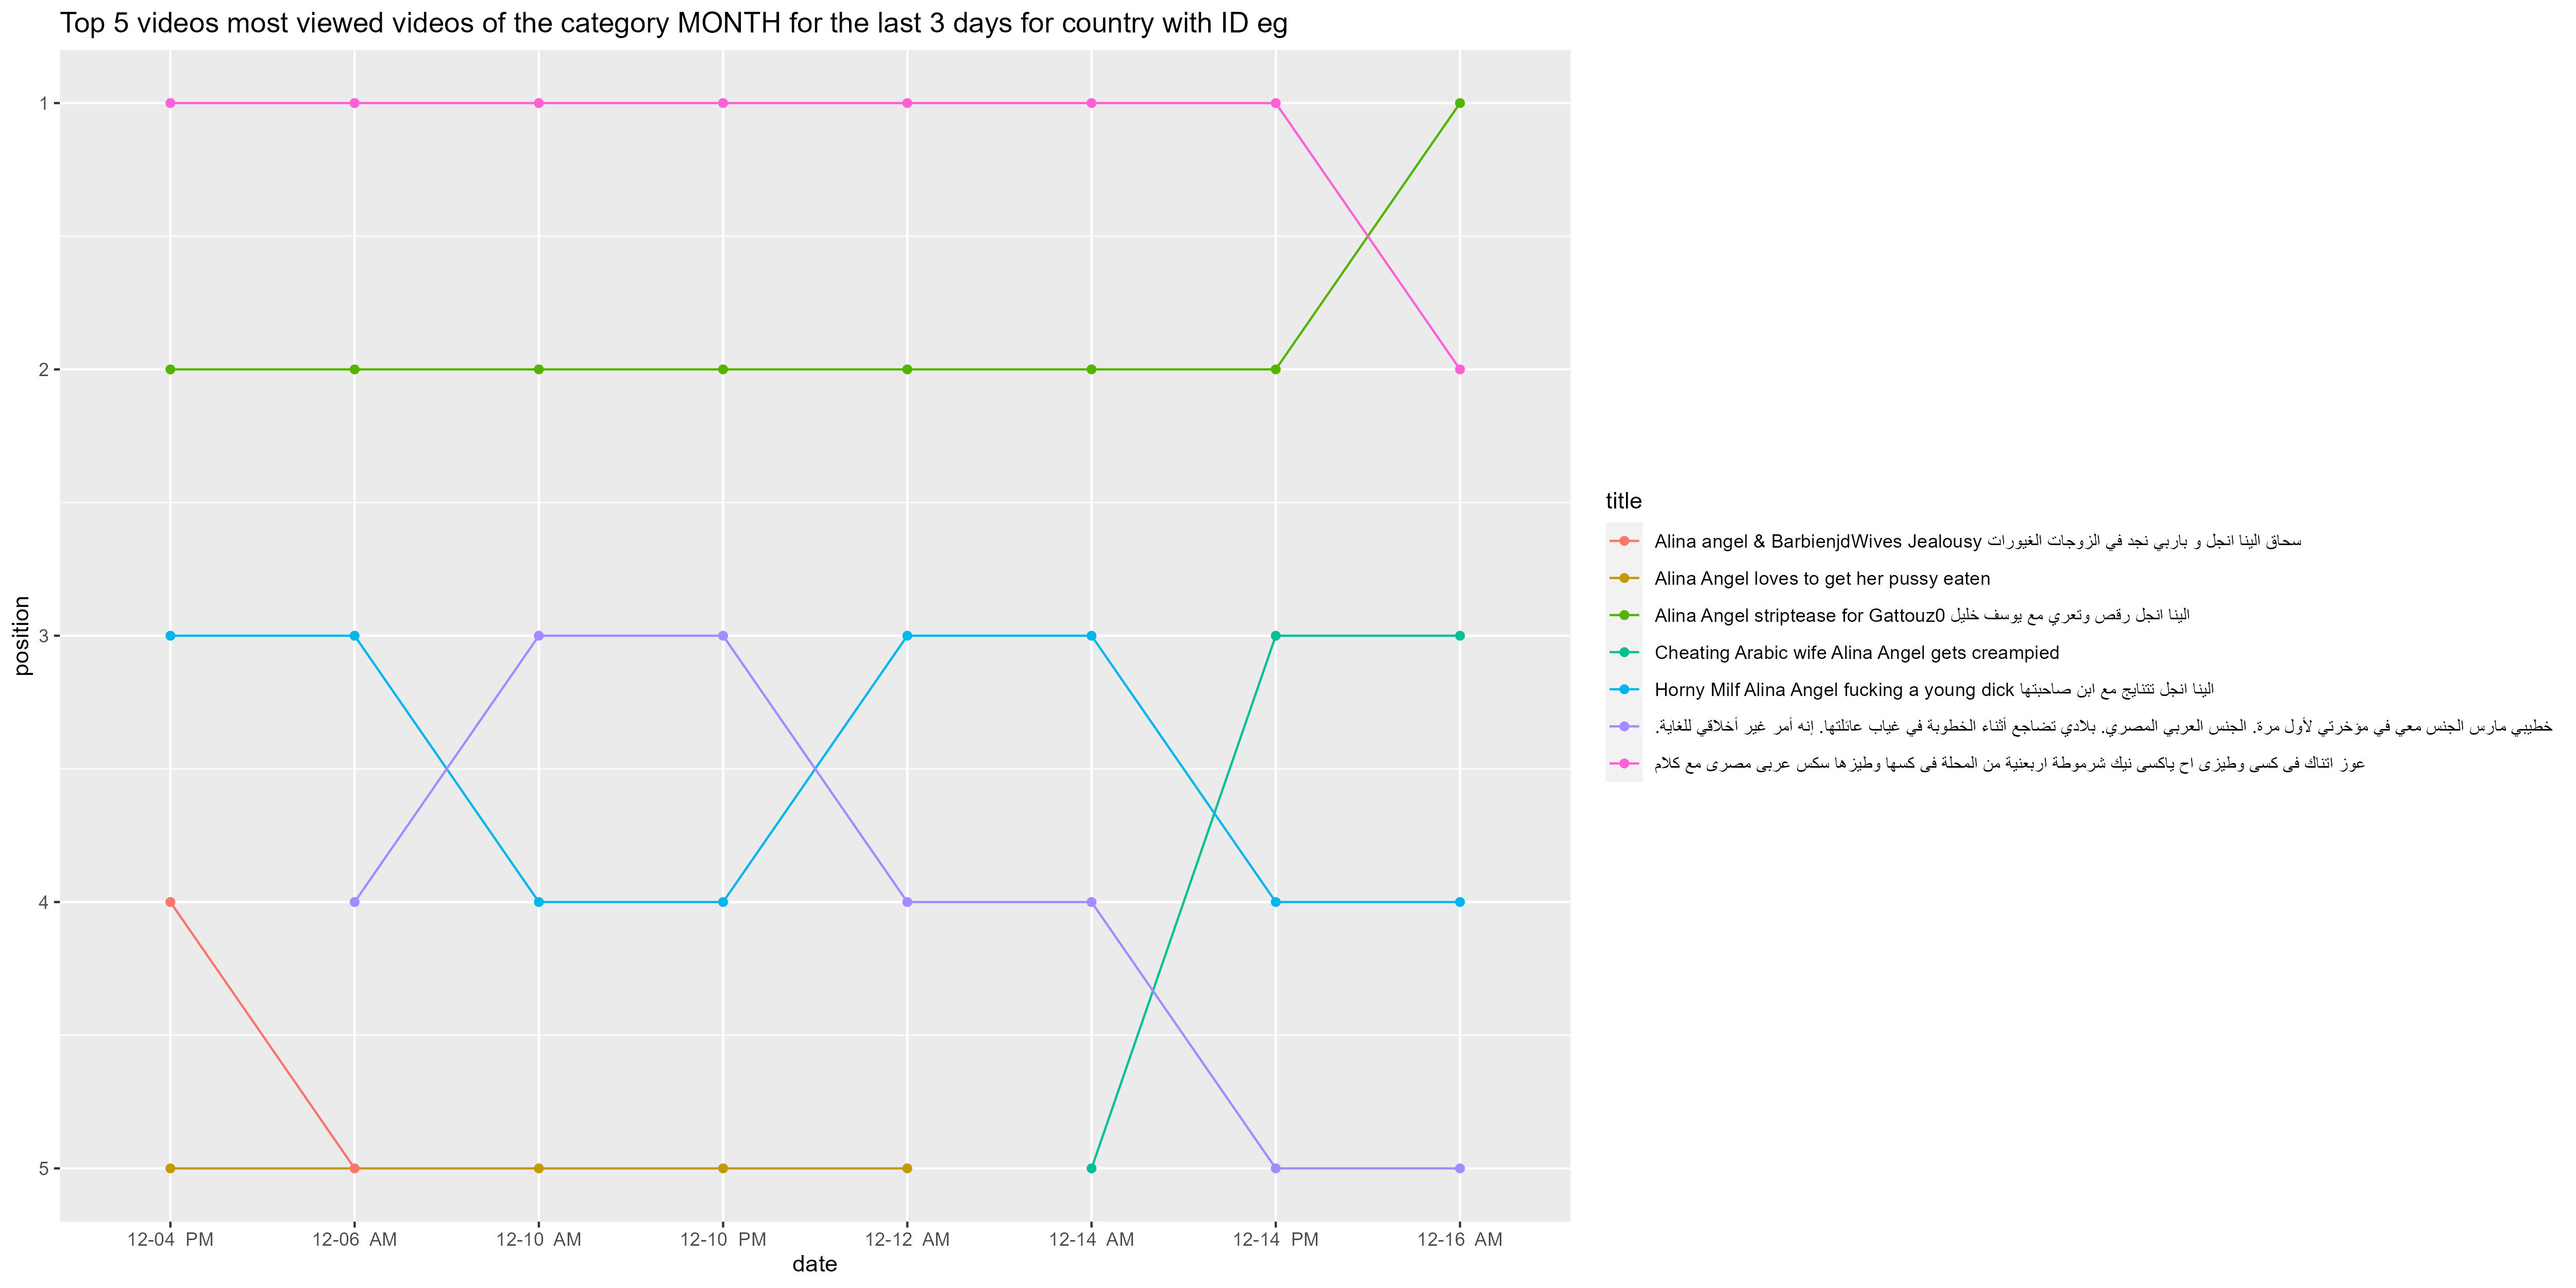 Top 5 videos most viewed videos of the category MONTH for the last 3 days for country with ID eg
position
1
2
3
4
5
12-04 PM
12-06 AM
12-10 AM
12-10 PM
12-12 AM
12-14 AM
12-14 PM
12-16 AM
date
title
Alina angel & BarbienjdWives Jealousy سحاق الينا انجل و باربي نجد في الزوجات الغيورات
Alina Angel loves to get her pussy eaten
Alina Angel striptease for Gattouz0 الينا انجل رقص وتعري مع يوسف خليل
Cheating Arabic wife Alina Angel gets creampied
Horny Milf Alina Angel fucking a young dick الينا انجل تتنايج مع ابن صاحبتها
خطيبي مارس الجنس معي في مؤخرتي لأول مرة. الجنس العربي المصري. بلادي تضاجع أثناء الخطوبة في غياب عائلتها. إنه أمر غير أخلاقي للغاية.
عوز اتناك فى كسى وطيزى اح ياكسى نيك شرموطة اربعنية من المحلة فى كسها وطيزها سكس عربى مصرى مع كلام